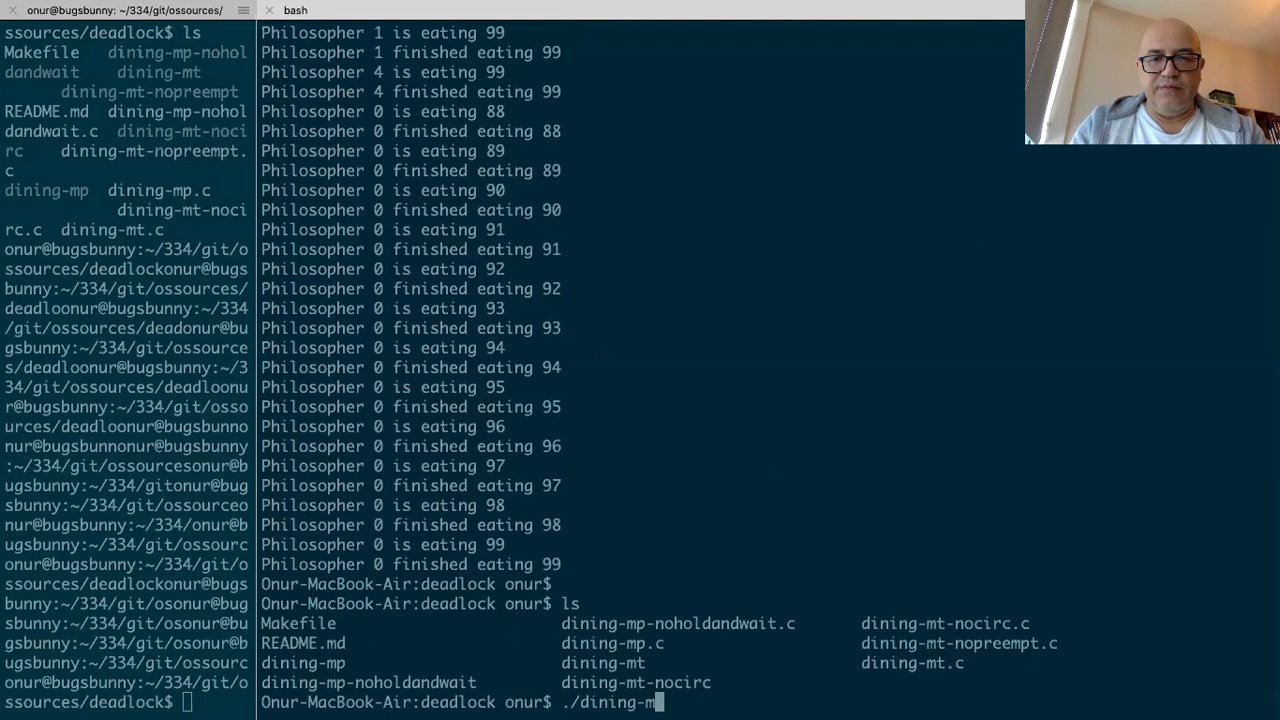 onur@bugsbunny: ~/334/git/ossources/
ssources/deadlock$ ls
Makefile dining-mp-nohol
dandwait dining-mt
dining-mt-nopreempt
README.md dining-mp-nohol
dandwait.c dining-mt-noci
rc dining-mt-nopreempt.
c
dining-mp dining-mp.c
dining-mt-noci
rc.c dining-mt.c
onur@bugsbunny:~/334/git/o
ssources/deadlockonur@bugs
bunny:~/334/git/ossources/
deadloonur@bugsbunny:~/334
/git/ossources/deadonur@bu
gsbunny:~/334/git/ossource
s/deadloonur@bugsbunny:~/3
34/git/ossources/deadloonu
r@bugsbunny:~/334/git/osso
urces/deadloonur@bugsbunno
nur@bugsbunnonur@bugsbunny
:~/334/git/ossourcesonur@b
ugsbunny:~/334/gitonur@bug
sbunny:~/334/git/ossourceo
nur@bugsbunny:~/334/onur@b
ugsbunny:~/334/git/ossourc
onur@bugsbunny:~/334/git/o
ssources/deadlockonur@bugs
bunny:~/334/git/osonur@bug
sbunny:~/334/git/ossonur@bu
gsbunny:~/334/git/osonur@b
ugsbunny:~/334/git/ossourc
onur@bugsbunny:~/334/git/o
ssources/deadlock$
bash
Philosopher 1 is eating 99
Philosopher 1 finished eating 99
Philosopher 4 is eating 99
Philosopher 4 finished eating 99
Philosopher 0 is eating 88
Philosopher 0 finished eating 88
Philosopher 0 is eating 89
Philosopher 0 finished eating 89
Philosopher 0 is eating 90
Philosopher 0 finished eating 90
Philosopher 0 is eating 91
Philosopher 0 finished eating 91
Philosopher 0 is eating 92
Philosopher 0 finished eating 92
Philosopher 0 is eating 93
Philosopher 0 finished eating 93
Philosopher 0 is eating 94
Philosopher 0 finished eating 94
Philosopher 0 is eating 95
Philosopher 0 finished eating 95
Philosopher 0 is eating 96
Philosopher 0 finished eating 96
Philosopher 0 is eating 97
Philosopher 0 finished eating 97
Philosopher 0 is eating 98
Philosopher 0 finished eating 98
Philosopher 0 is eating 99
Philosopher 0 finished eating 99
Onur-MacBook-Air:deadlock onur$
Onur-MacBook-Air:deadlock onur$ ls
Makefile dining-mp-noholdandwait.c dining-mt-nocirc.c
README.md dining-mp.c dining-mt-nopreempt.c
dining-mp dining-mt dining-mt.c
dining-mp-noholdandwait dining-mt-nocirc
Onur-MacBook-Air:deadlock onur$ ./dining-m